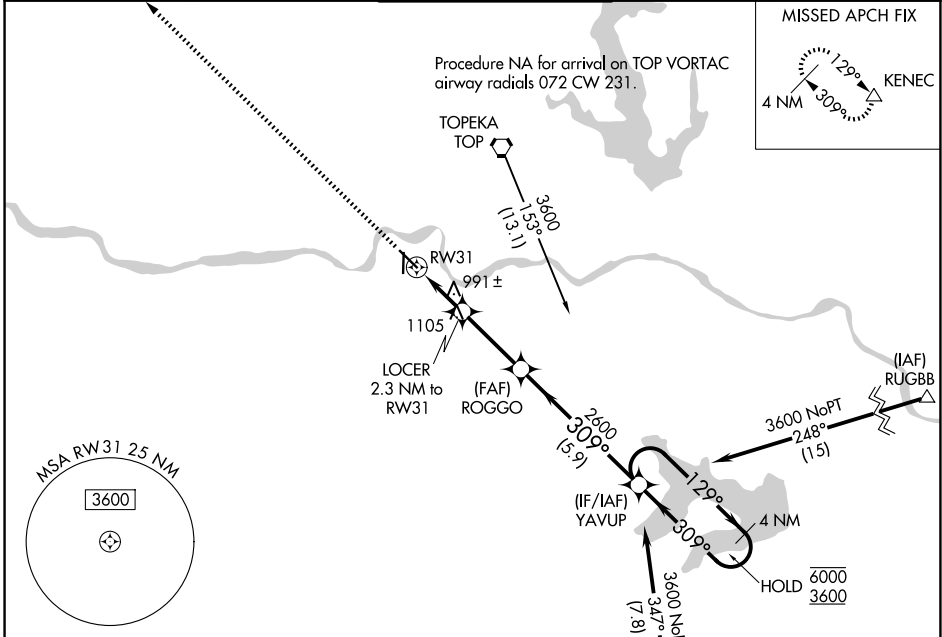 MISSED APCH FIX
129°
KENEC
4 NM
309°
Procedure NA for arrival on TOP VORTAC
airway radials 072 CW 231.
TOPEKA
TOP
3600
153°
(13.1)
RW31
991±
1105
LOCER
2.3 NM to
RW31
(FAF)
ROGGO
(IAF)
RUGBB
3600 NoPT
248°
(15)
2600
309°
(5.9)
MSA RW31 25 NM
3600
(IF/IAF)
YAVUP
129°
4 NM
309°
HOLD
6000
3600
3600
347°
(7.8)